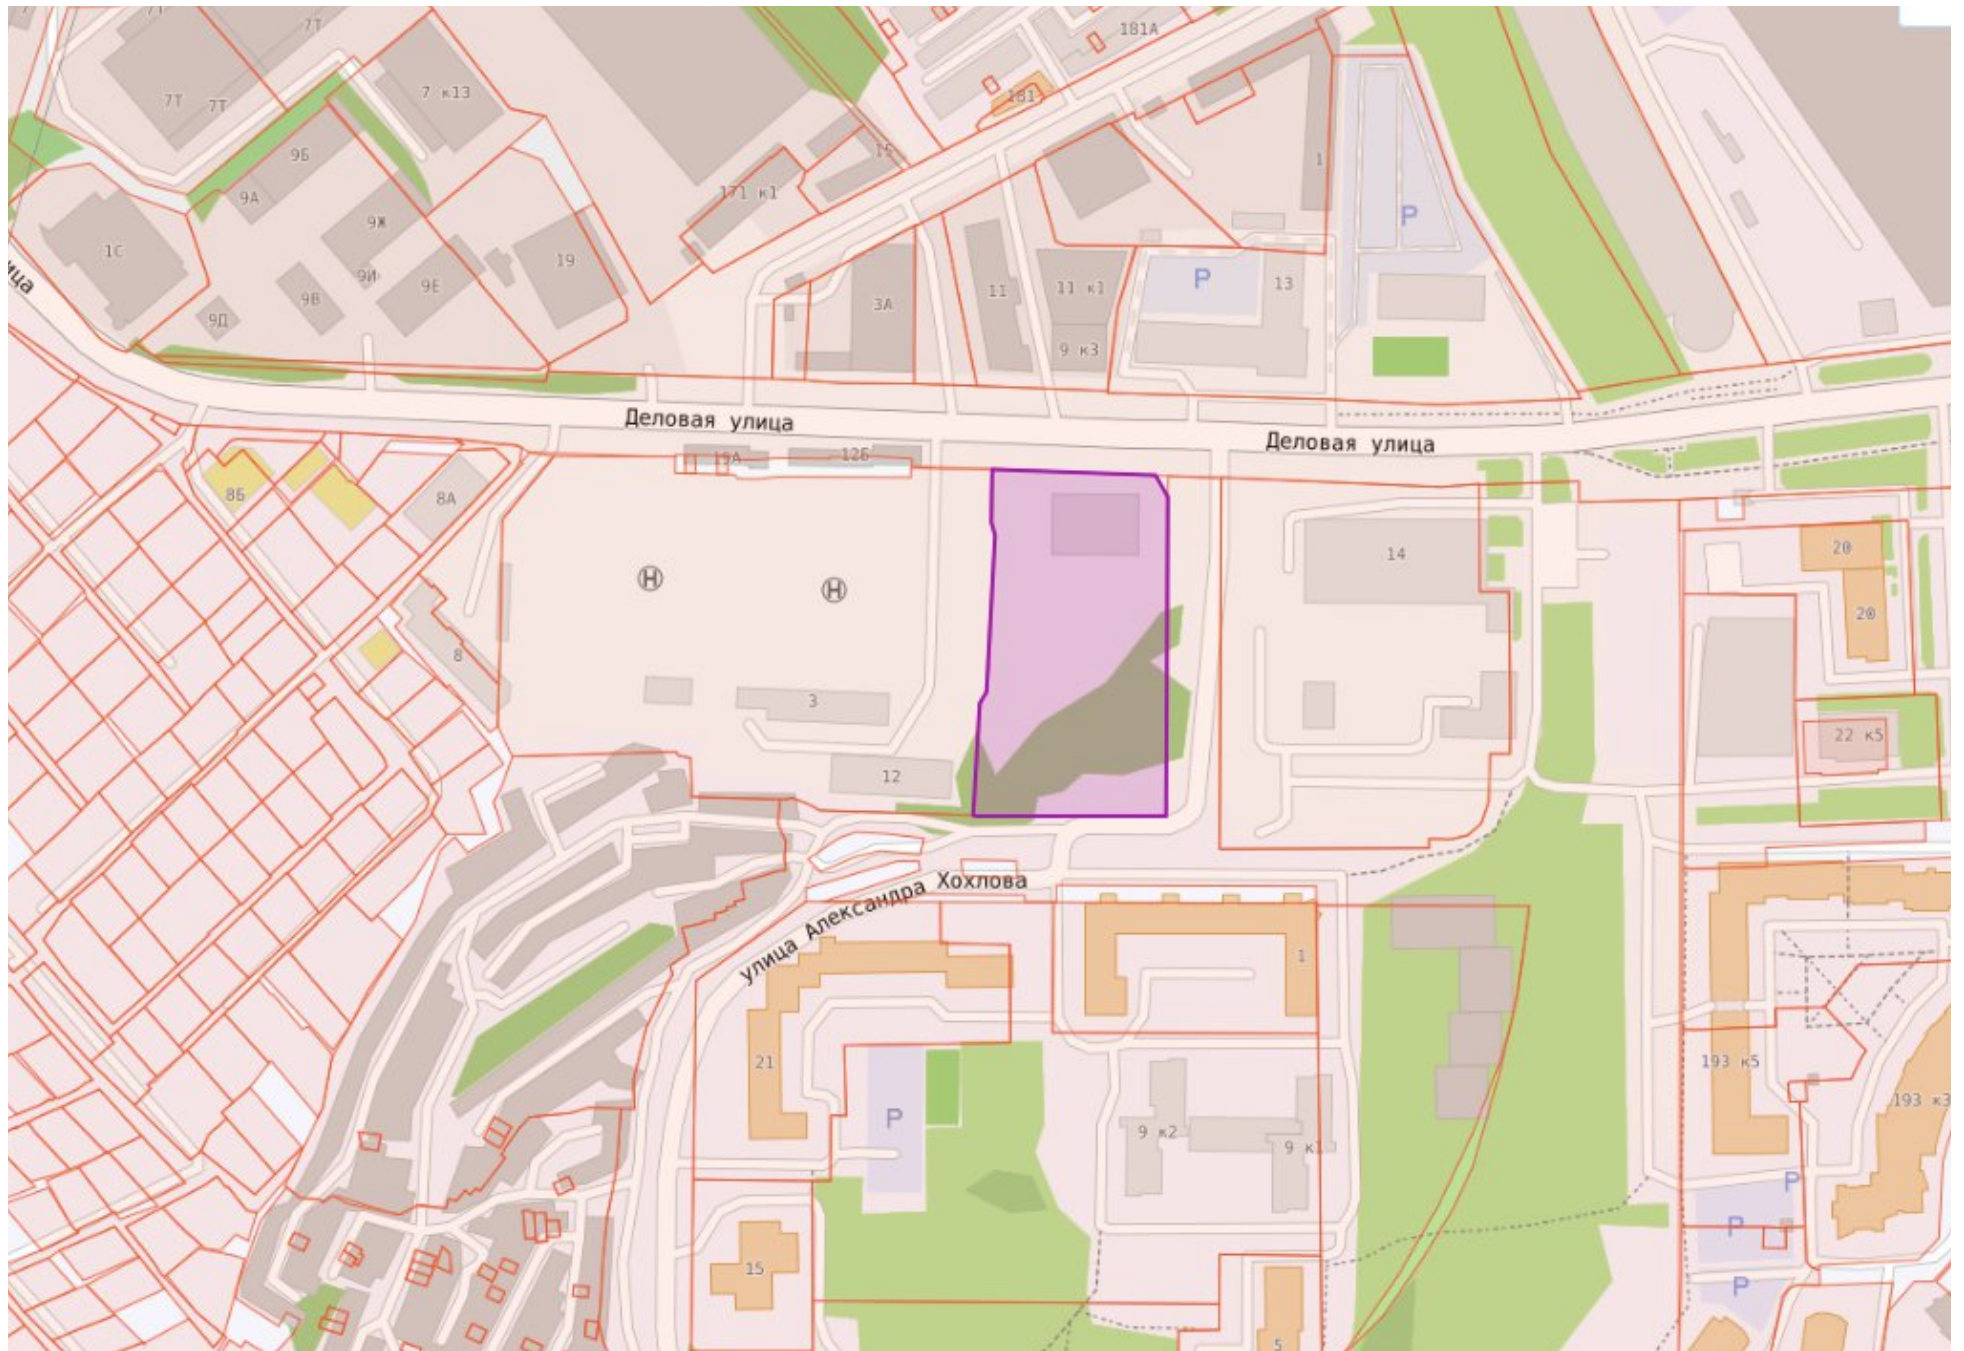 7Т
181А
7Т
7 к13
181
7Т
7Т
9Б
15
1
171 к1
9А
9Ж
Р
1С
19
9И
Р
13
9Е
11
11 к1
9В
3А
9Д
9 к3
ица
Деловая улица
Деловая улица
19А
12Б
8Б
8А
20
14
Н
Н
20
8
3
22 к5
12
улица Александра Хохлова
1
21
193 к5
193 к3
Р
9 к2
9 к1
Р
Р
15
Р
5